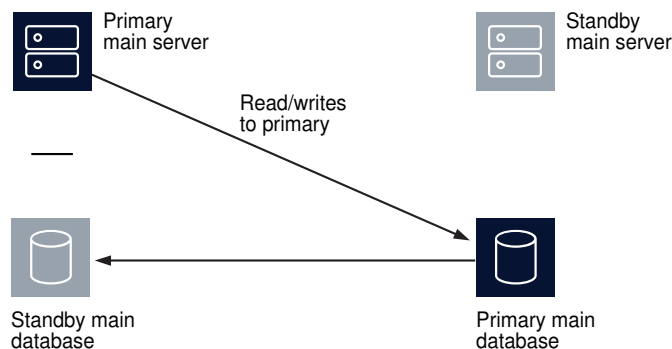 Primary
main server
Standby
main server
Read/writes
to primary
Standby main
database
Primary main
database